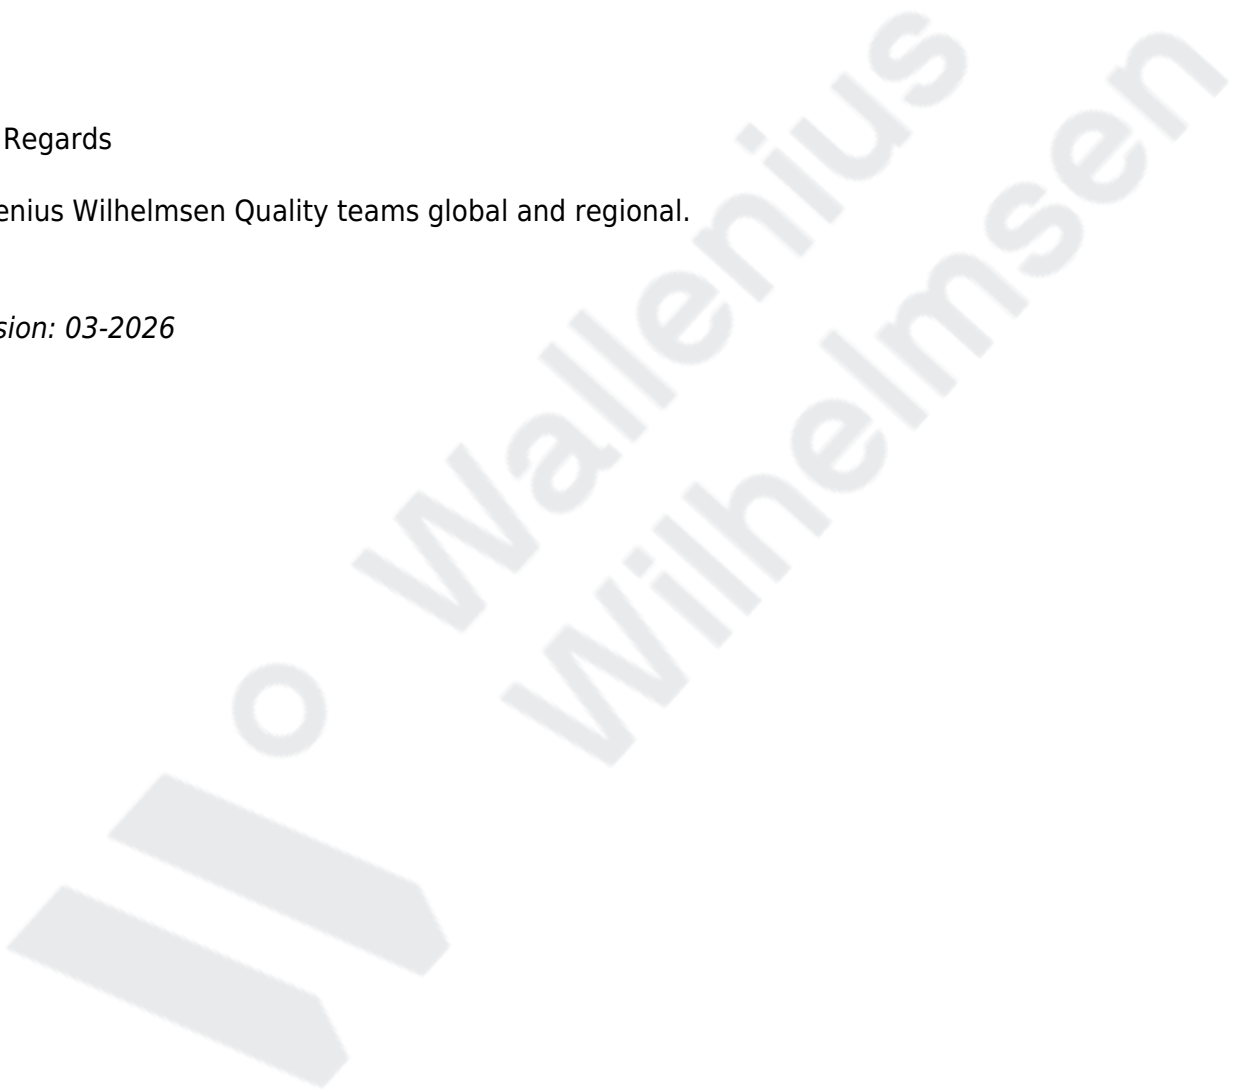 Regards
enius Wilhelmsen Quality teams global and regional.
sion: 03-2026
Wallenius
Wilhelmsen